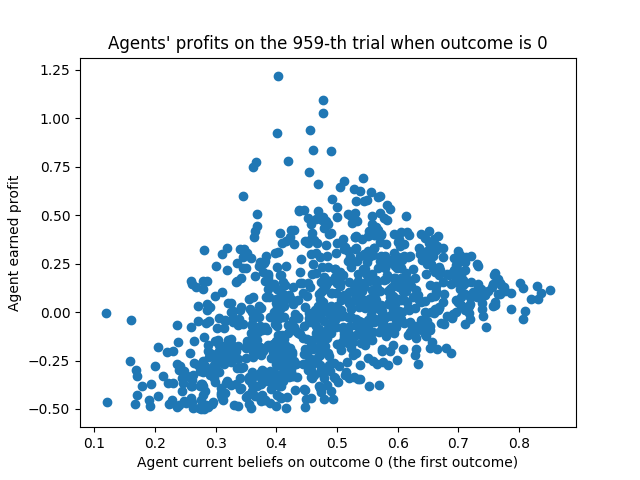 Agents' profits on the 959-th trial when outcome is 0
1.25
1.00
0.75
0.50
0.25
0.00
−0.25
−0.50
Agent earned profit
0.1 0.2 0.3 0.4 0.5 0.6 0.7 0.8
Agent current beliefs on outcome 0 (the first outcome)